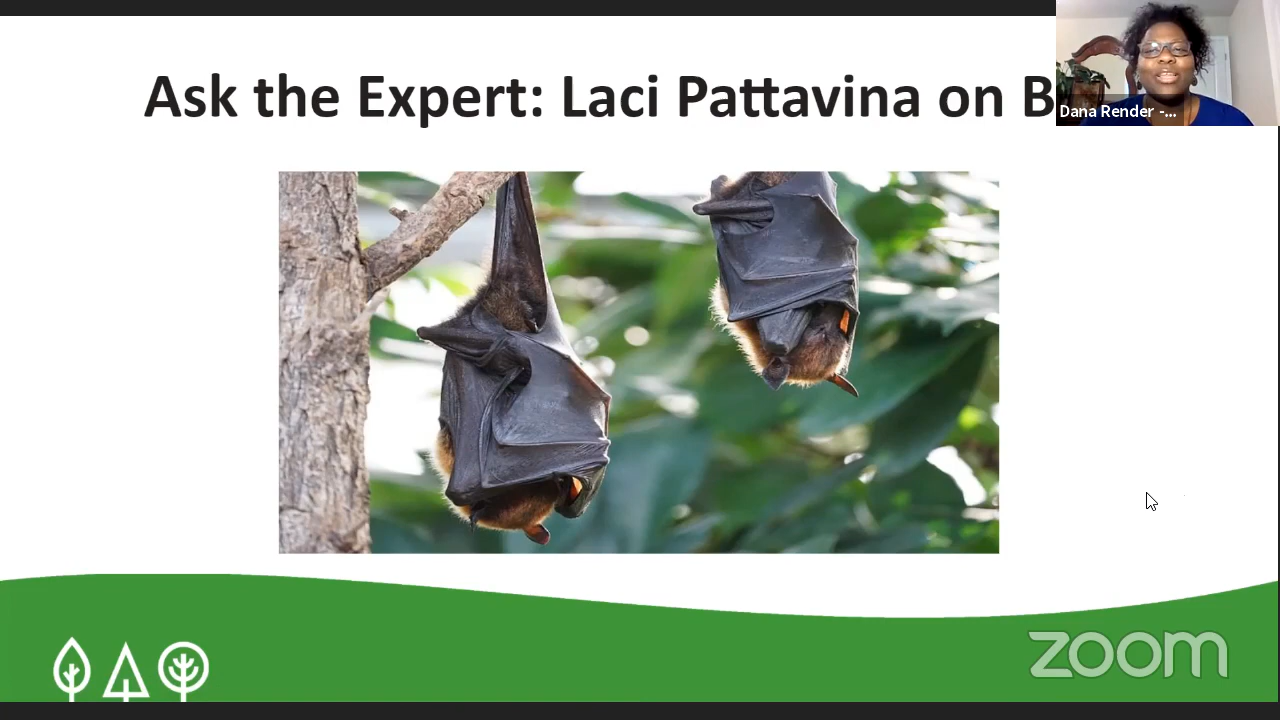 Ask the Expert: Laci Pattavina on B
Dana Render -...
zoom